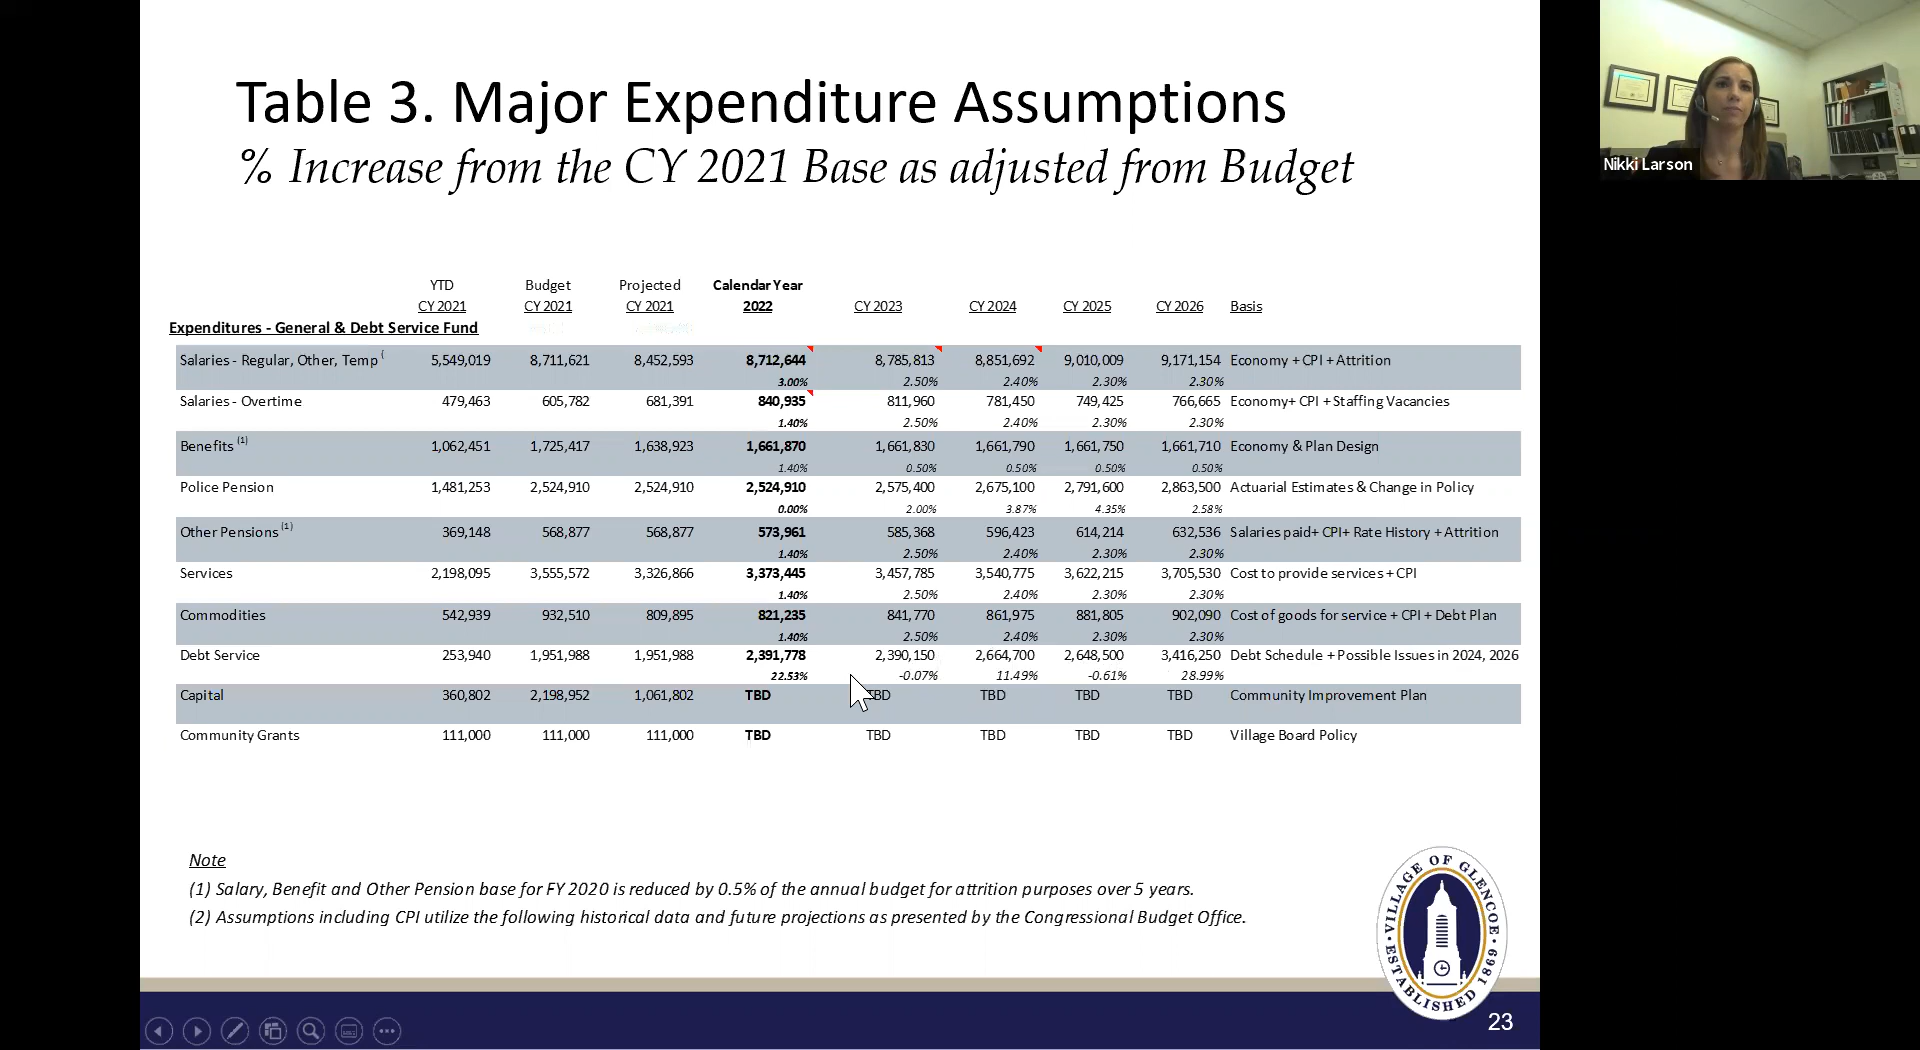 Table 3. Major Expenditure Assumptions
% Increase from the CY 2021 Base as adjusted from Budget
Nikki Larson
YTD Budget Projected Calendar Year
CY 2021 CY 2021 CY 2021 2022 CY 2023 CY 2024 CY 2025 CY 2026 Basis
Expenditures - General & Debt Service Fund
Salaries - Regular, Other, Temp ( 5,549,019 8,711,621 8,452,593 8,712,644 8,785,813 8,851,692 9,010,009 9,171,154 Economy + CPI + Attrition
3.00% 2.50% 2.40% 2.30% 2.30%
Salaries - Overtime 479,463 605,782 681,391 840,935 811,960 781,450 749,425 766,665 Economy+ CPI + Staffing Vacancies
1.40% 2.50% 2.40% 2.30% 2.30%
Benefits (1) 1,062,451 1,725,417 1,638,923 1,661,870 1,661,830 1,661,790 1,661,750 1,661,710 Economy & Plan Design
1.40% 0.50% 0.50% 0.50% 0.50%
Police Pension 1,481,253 2,524,910 2,524,910 2,524,910 2,575,400 2,675,100 2,791,600 2,863,500 Actuarial Estimates & Change in Policy
0.00% 2.00% 3.87% 4.35% 2.58%
Other Pensions (1) 369,148 568,877 568,877 573,961 585,368 596,423 614,214 632,536 Salaries paid+ CPI+ Rate History + Attrition
1.40% 2.50% 2.40% 2.30% 2.30%
Services 2,198,095 3,555,572 3,326,866 3,373,445 3,457,785 3,540,775 3,622,215 3,705,530 Cost to provide services + CPI
1.40% 2.50% 2.40% 2.30% 2.30%
Commodities 542,939 932,510 809,895 821,235 841,770 861,975 881,805 902,090 Cost of goods for service + CPI + Debt Plan
1.40% 2.50% 2.40% 2.30% 2.30%
Debt Service 253,940 1,951,988 1,951,988 2,391,778 2,390,150 2,664,700 2,648,500 3,416,250 Debt Schedule + Possible Issues in 2024, 2026
22.53% -0.07% 11.49% -0.61% 28.99%
Capital 360,802 2,198,952 1,061,802 TBD TBD TBD TBD TBD Community Improvement Plan
Community Grants 111,000 111,000 111,000 TBD TBD TBD TBD TBD Village Board Policy
Note
(1) Salary, Benefit and Other Pension base for FY 2020 is reduced by 0.5% of the annual budget for attrition purposes over 5 years.
(2) Assumptions including CPI utilize the following historical data and future projections as presented by the Congressional Budget Office.
VILLAGE OF GLENCOE
ESTABLISHED 1869
23